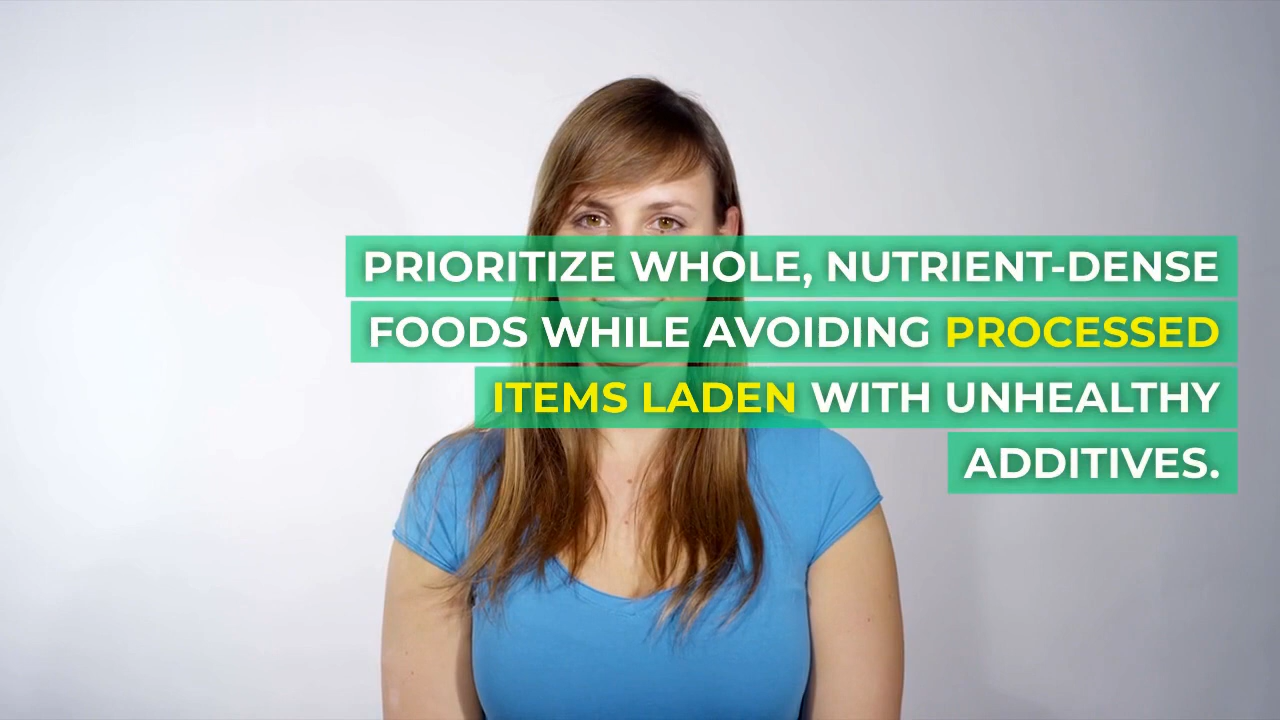 PRIORITIZE WHOLE, NUTRIENT-DENSE
FOODS WHILE AVOIDING PROCESSED
ITEMS LADEN WITH UNHEALTHY
ADDITIVES.